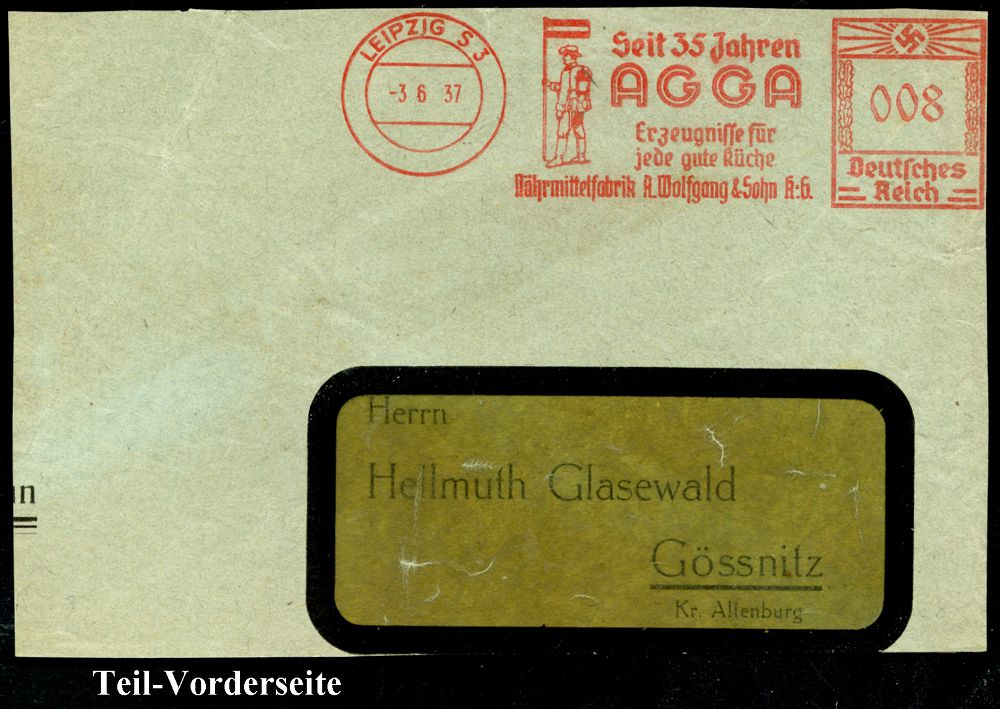 LEIPZIG S 3
-3 6 37
Seit 35 Jahren
AGGA
Erzeugnisse für
jede gute Küche
Nährmittelfabrik A. Wolfgang & Sohn K:G.
008
Deutsches
Reich
Herrn
Hellmuth Glasewald
Gössnitz
Kr. Altenburg
Teil-Vorderseite